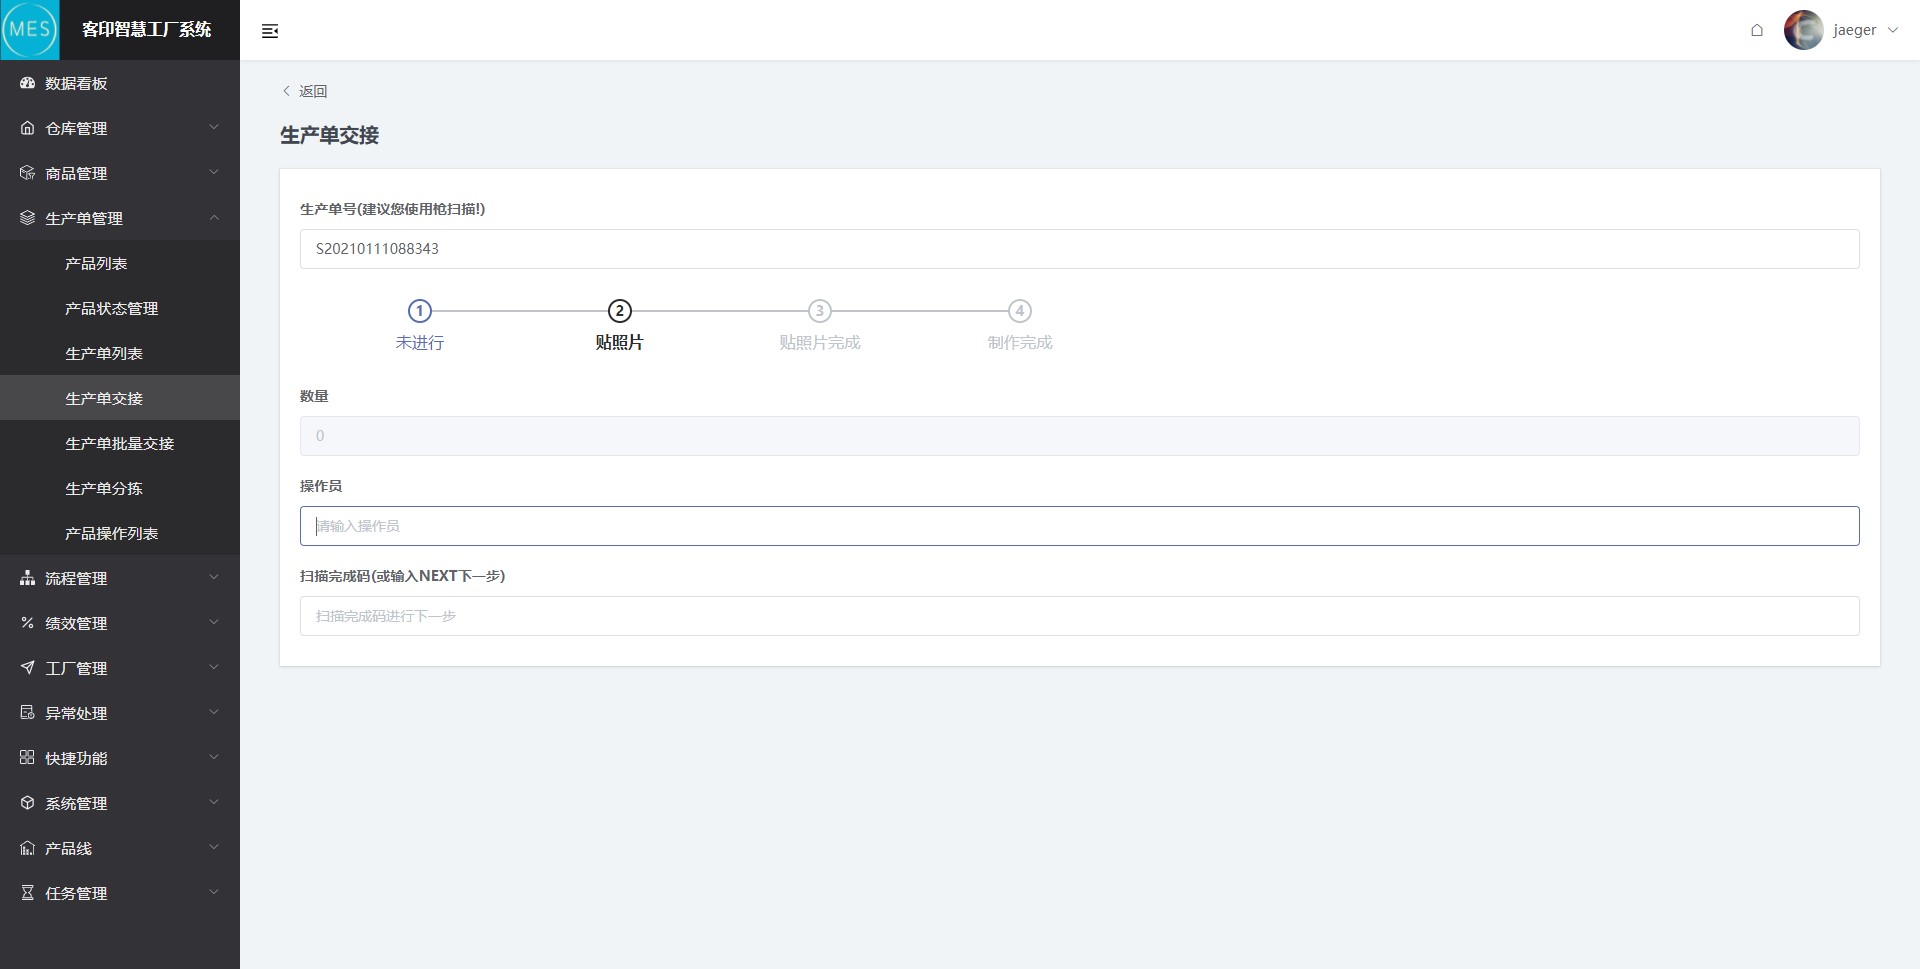 MES
客印智慧工厂系统
jaeger
数据看板
仓库管理
商品管理
生产单管理
产品列表
产品状态管理
生产单列表
生产单交接
生产单批量交接
生产单分拣
产品操作列表
流程管理
绩效管理
工厂管理
异常处理
快捷功能
系统管理
产品线
任务管理
返回
生产单交接
生产单号(建议您使用枪扫描!)
S20210111088343
1
2
3
4
未进行
贴照片
贴照片完成
制作完成
数量
0
操作员
请输入操作员
扫描完成码(或输入NEXT下一步)
扫描完成码进行下一步